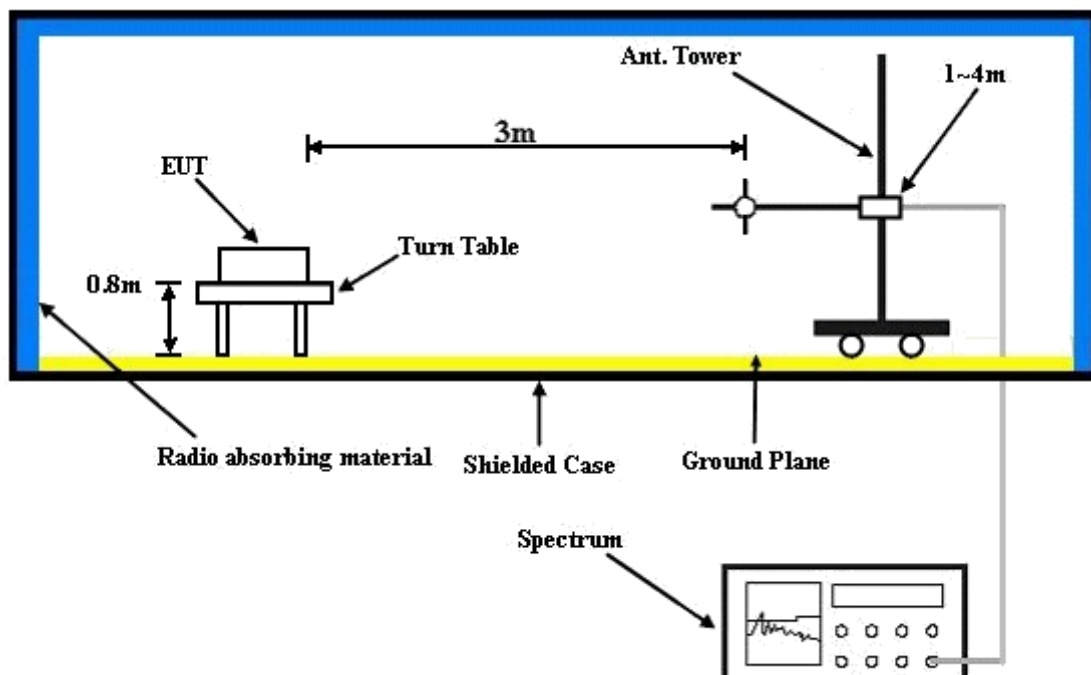 Ant. Tower
1~4m
3m
EUT
Turn Table
0.8m
Radio absorbing material
Shielded Case
Ground Plane
Spectrum